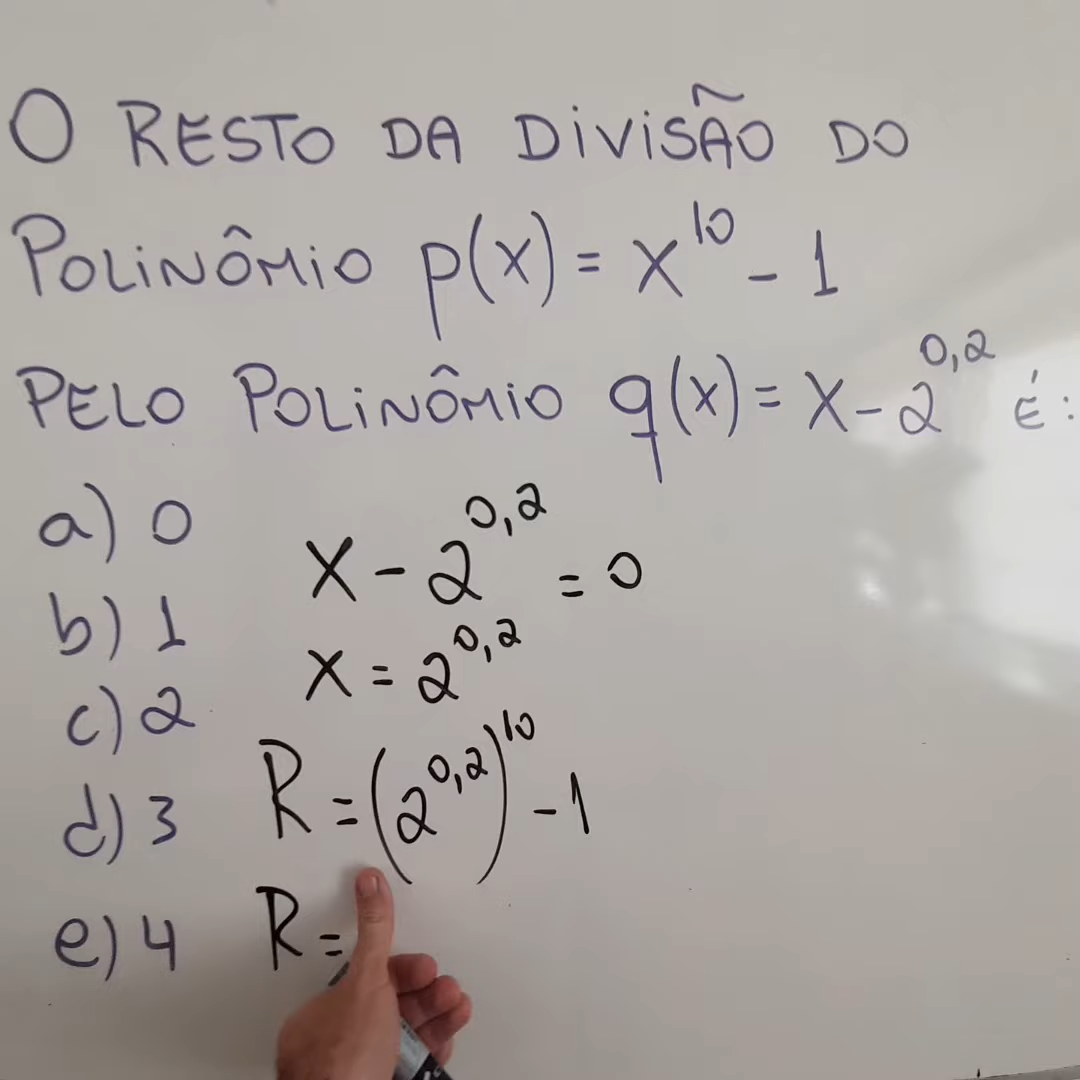 O RESTO DA DIVISÃO DO
POLINÔMIO p(x) = x^10 - 1
PELO POLINÔMIO q(x) = x - 2^0,2 É:
a) 0
x - 2^0,2 = 0
b) 1
x = 2^0,2
c) 2
R = (2^0,2)^10 - 1
d) 3
e) 4
R =